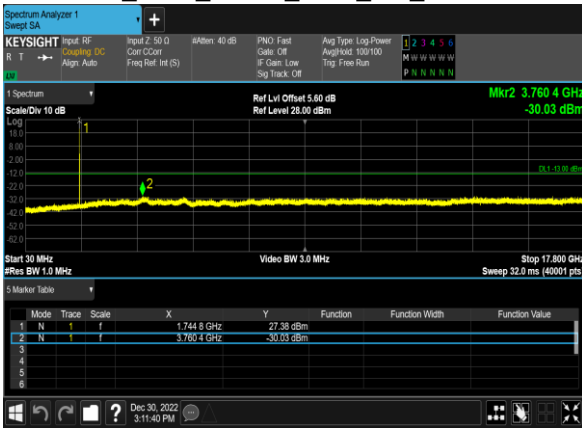 Spectrum Analyzer 1
Swept SA
KEYSIGHT Input: RF Input Z: 50 Ω #Atten: 40 dB PNO: Fast Avg Type: Log-Power 1 2 3 4 5 6
R T Coupling: DC Corr CCorr Gate: Off Avg|Hold: 100/100 M W W W W W
Align: Auto Freq Ref: Int (S) IF Gain: Low Trig: Free Run
LU Sig Track: Off P N N N N N
1 Spectrum Ref Lvl Offset 5.60 dB Mkr2 3.760 4 GHz
Scale/Div 10 dB Ref Level 28.00 dBm -30.03 dBm
Log
18.0 1
8.00
-2.00
-12.0 DL1 -13.00 dBm
-22.0 2
-32.0
-42.0
-52.0
-62.0
Start 30 MHz Video BW 3.0 MHz Stop 17.800 GHz
#Res BW 1.0 MHz Sweep 32.0 ms (40001 pts
5 Marker Table
Mode Trace Scale X Y Function Function Width Function Value
1 N 1 f 1.744 8 GHz 27.38 dBm
2 N 1 f 3.760 4 GHz -30.03 dBm
3
4
5
6
? Dec 30, 2022
3:11:40 PM